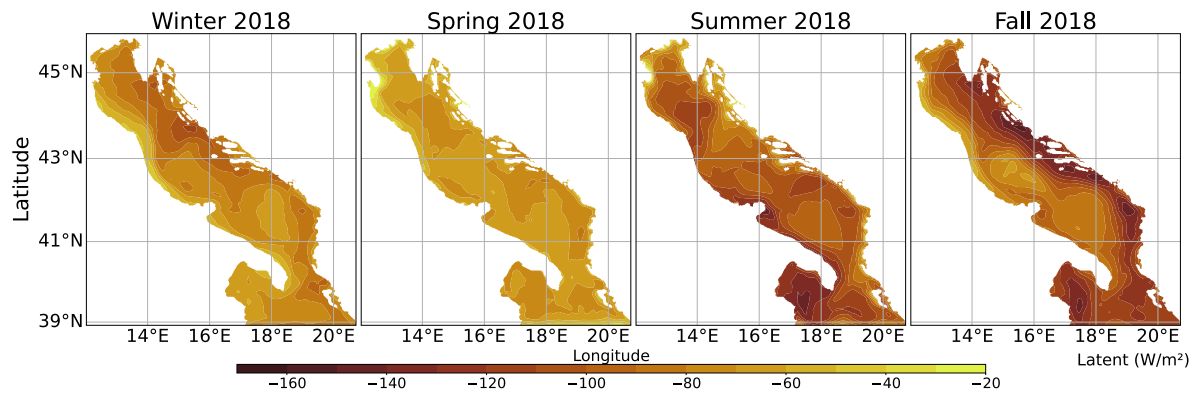 Winter 2018 Spring 2018 Summer 2018 Fall 2018
45°N
43°N
41°N
39°N
Latitude
14°E 16°E 18°E 20°E 14°E 16°E 18°E 20°E 14°E 16°E 18°E 20°E 14°E 16°E 18°E 20°E
Longitude
Latent (W/m²)
−160 −140 −120 −100 −80 −60 −40 −20